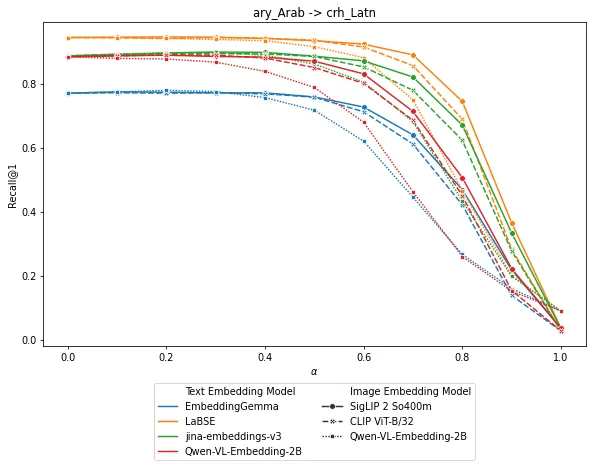 ary_Arab -> crh_Latn
Recall@1
0.8
0.6
0.4
0.2
0.0
0.0 0.2 0.4 0.6 0.8 1.0
α
Text Embedding Model
EmbeddingGemma
LaBSE
jina-embeddings-v3
Qwen-VL-Embedding-2B
Image Embedding Model
SigLIP 2 So400m
CLIP ViT-B/32
Qwen-VL-Embedding-2B